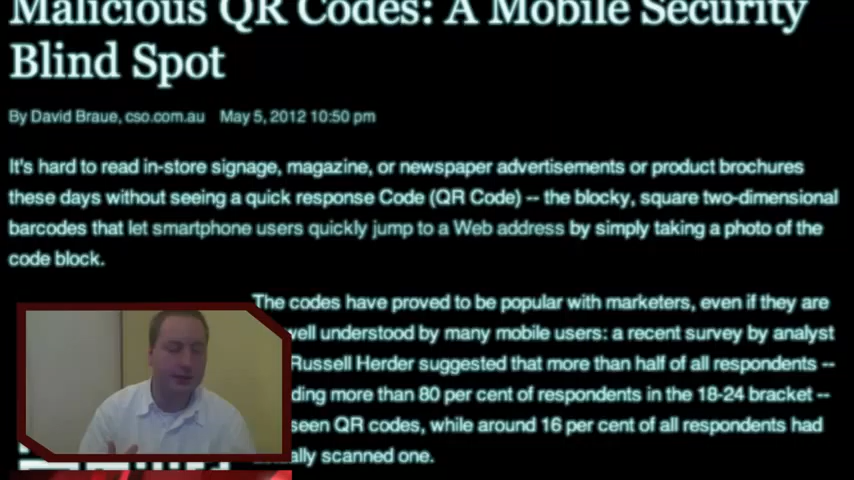 Malicious QR Codes: A Mobile Security
Blind Spot
By David Braue, cso.com.au May 5, 2012 10:50 pm
It's hard to read in-store signage, magazine, or newspaper advertisements or product brochures
these days without seeing a quick response Code (QR Code) -- the blocky, square two-dimensional
barcodes that let smartphone users quickly jump to a Web address by simply taking a photo of the
code block.
The codes have proved to be popular with marketers, even if they are
well understood by many mobile users: a recent survey by analyst
Russell Herder suggested that more than half of all respondents --
ding more than 80 per cent of respondents in the 18-24 bracket --
seen QR codes, while around 16 per cent of all respondents had
ally scanned one.